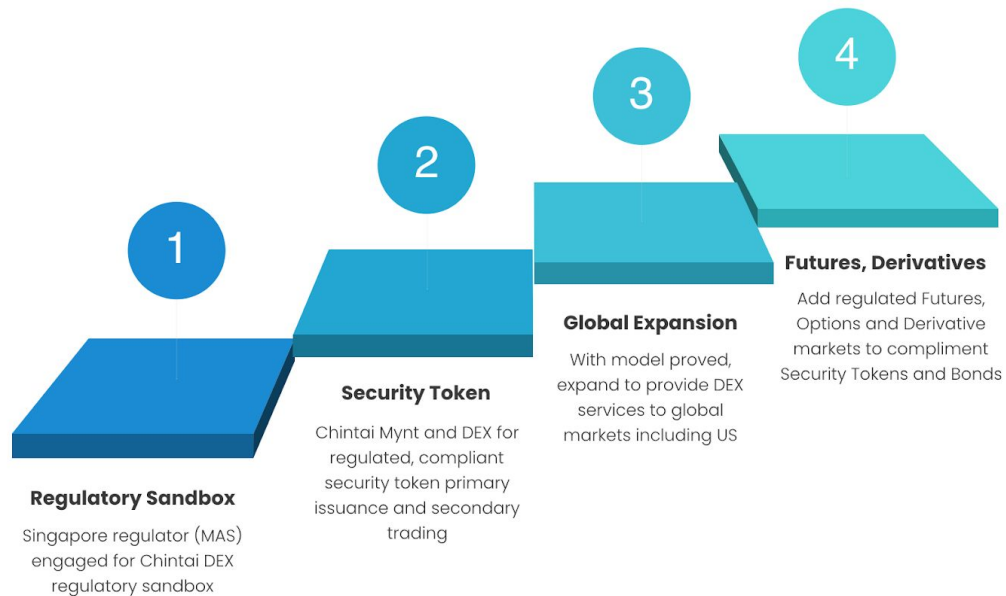 1
Regulatory Sandbox
Singapore regulator (MAS)
engaged for Chintai DEX
regulatory sandbox
2
Security Token
Chintai Mynt and DEX for
regulated, compliant
security token primary
issuance and secondary
trading
3
Global Expansion
With model proved,
expand to provide DEX
services to global
markets including US
4
Futures, Derivatives
Add regulated Futures,
Options and Derivative
markets to compliment
Security Tokens and Bonds